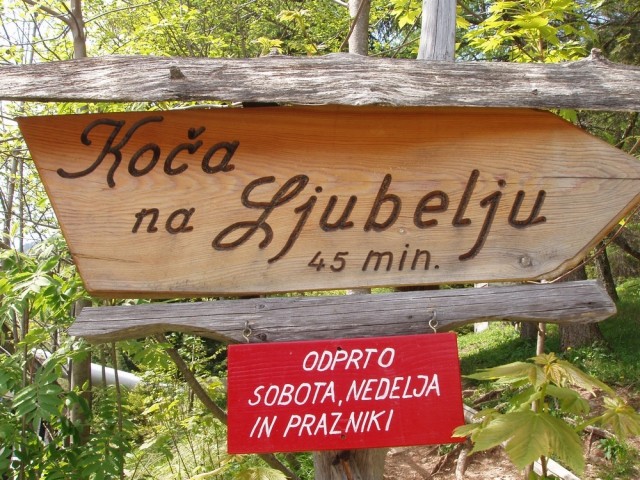 Koča
na Ljubelju
45 min.
ODPRTO
SOBOTA, NEDELJA
IN PRAZNIKI